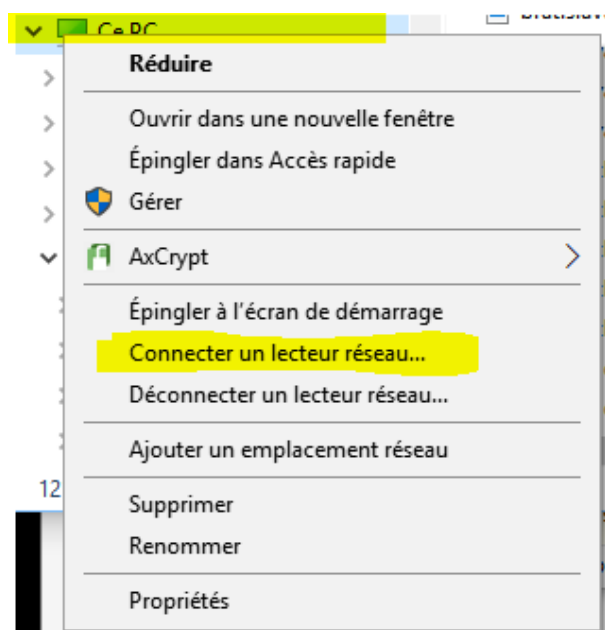 Ce PC
Réduire
Ouvrir dans une nouvelle fenêtre
Épingler dans Accès rapide
Gérer
AxCrypt
Épingler à l'écran de démarrage
Connecter un lecteur réseau...
Déconnecter un lecteur réseau...
Ajouter un emplacement réseau
12
Supprimer
Renommer
Propriétés